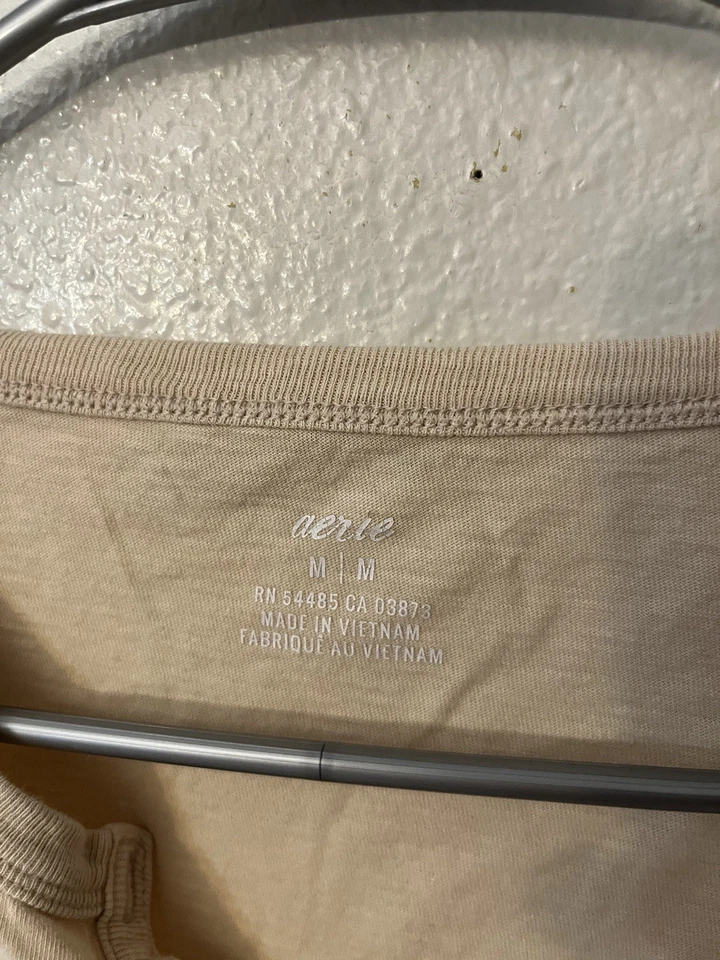 aerie
M | M
RN 54485 CA 03873
MADE IN VIETNAM
FABRIQUÉ AU VIETNAM